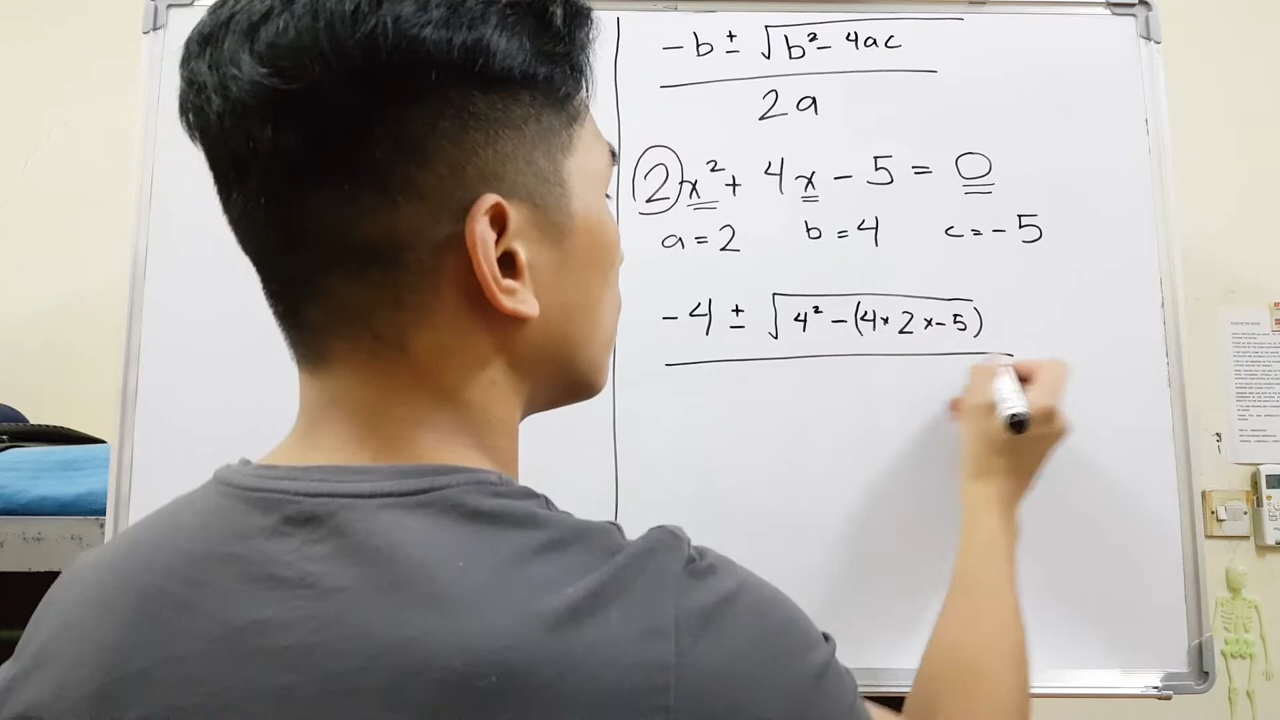 -b ± √b² - 4ac
2a
2x² + 4x - 5 = 0
a = 2 b = 4 c = -5
-4 ± √4² - (4 × 2 × -5)